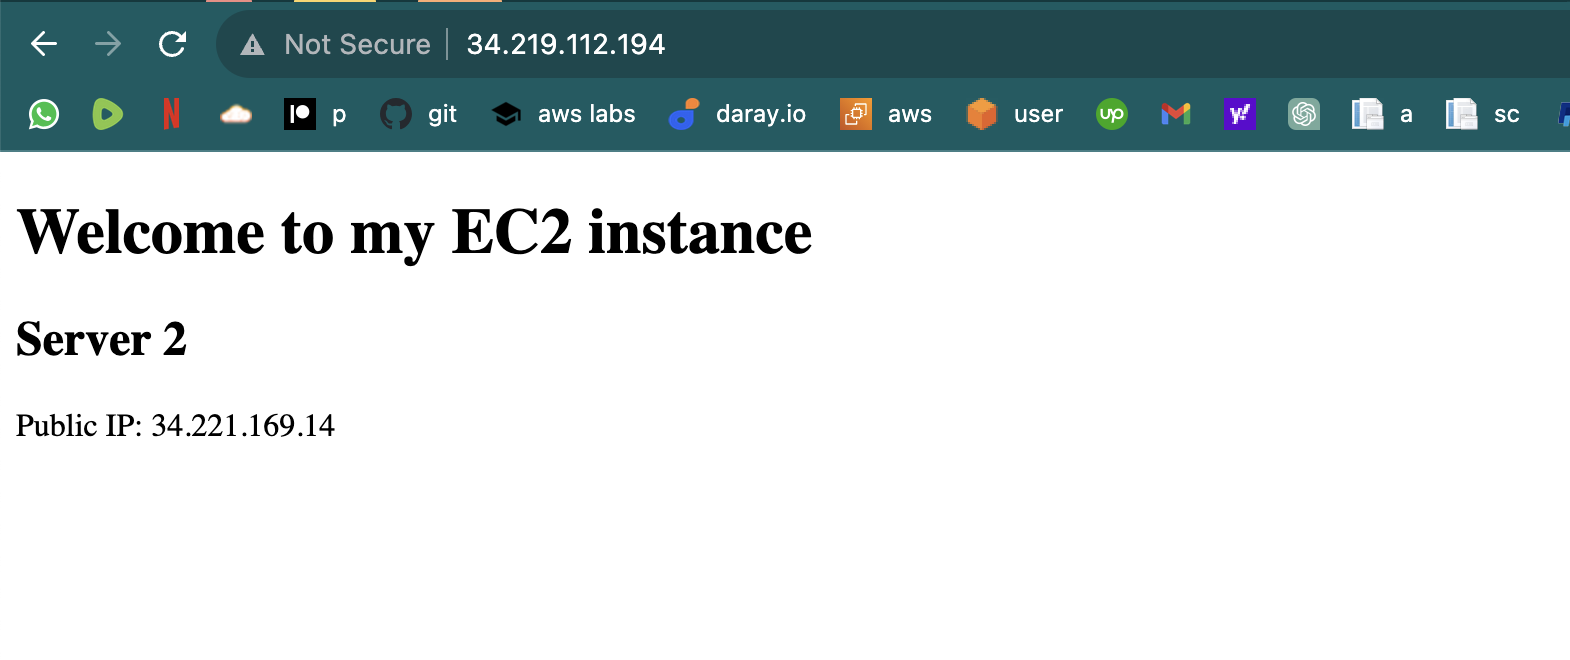 Not Secure 34.219.112.194
p git aws labs daray.io aws user up a sc
Welcome to my EC2 instance
Server 2
Public IP: 34.221.169.14